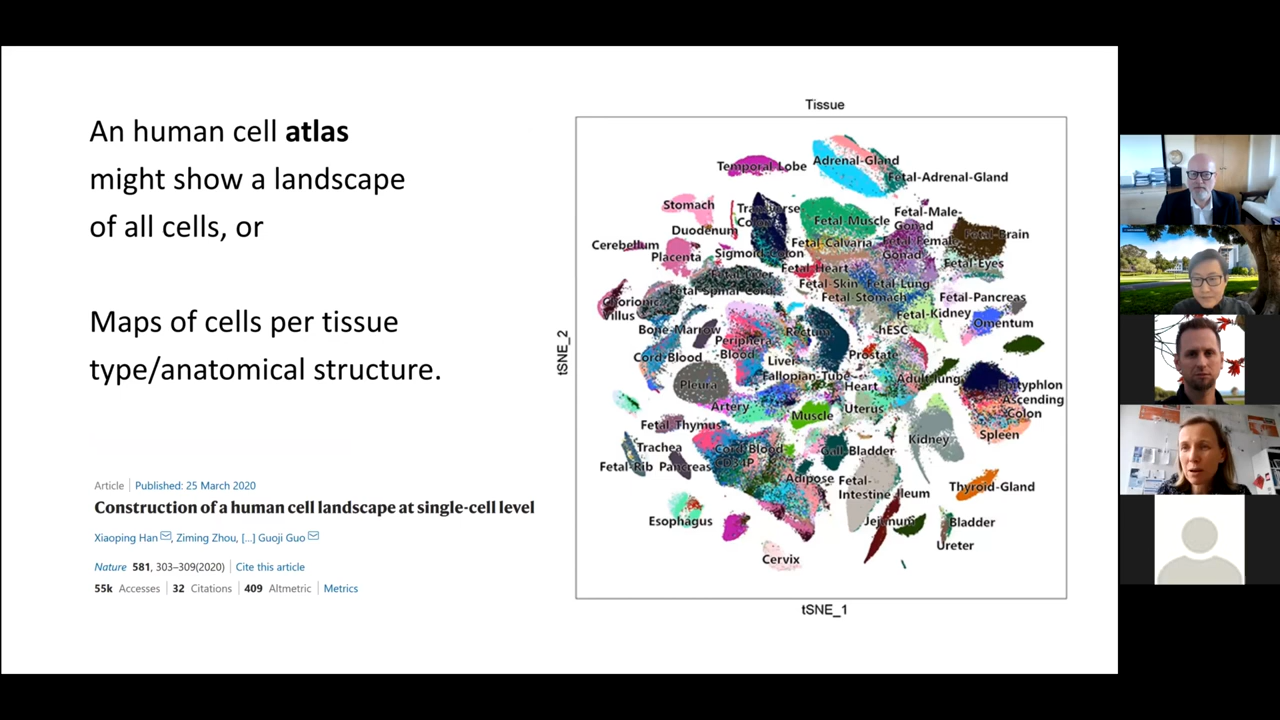 An human cell atlas
might show a landscape
of all cells, or
Maps of cells per tissue
type/anatomical structure.
Article | Published: 25 March 2020
Construction of a human cell landscape at single-cell level
Xiaoping Han, Ziming Zhou, [...] Guoji Guo
Nature 581, 303–309(2020) | Cite this article
55k Accesses | 32 Citations | 409 Altmetric | Metrics
Tissue
Temporal-Lobe
Adrenal-Gland
Fetal-Adrenal-Gland
Stomach
Transverse
Colon
Duodenum
Fetal-Muscle
Fetal-Male-
Gonad
Fetal-Brain
Cerebellum
Placenta
Sigmoid-Colon
Fetal-Calvaria
Fetal-Female-
Gonad
Fetal-Eyes
Fetal-Liver
Fetal-Heart
Fetal-Spinal-Cord
Fetal-Skin
Fetal-Lung
Fetal-Stomach
Fetal-Pancreas
Chorionic-
Villus
Fetal-Kidney
Omentum
Bone-Marrow
Rectum
hESC
Peripheral-
Blood
Cord-Blood
Liver
Prostate
Fallopian-Tube
Pleura
Heart
Adult-lung
Epityphlon
Ascending
Colon
Artery
Muscle
Uterus
Fetal-Thymus
Spleen
Kidney
Trachea
Cord-Blood
CD34P
Gall-Bladder
Fetal-Rib
Pancreas
Adipose
Fetal-
Intestine
Ileum
Thyroid-Gland
Esophagus
Jejunum
Bladder
Ureter
Cervix
tSNE_2
tSNE_1